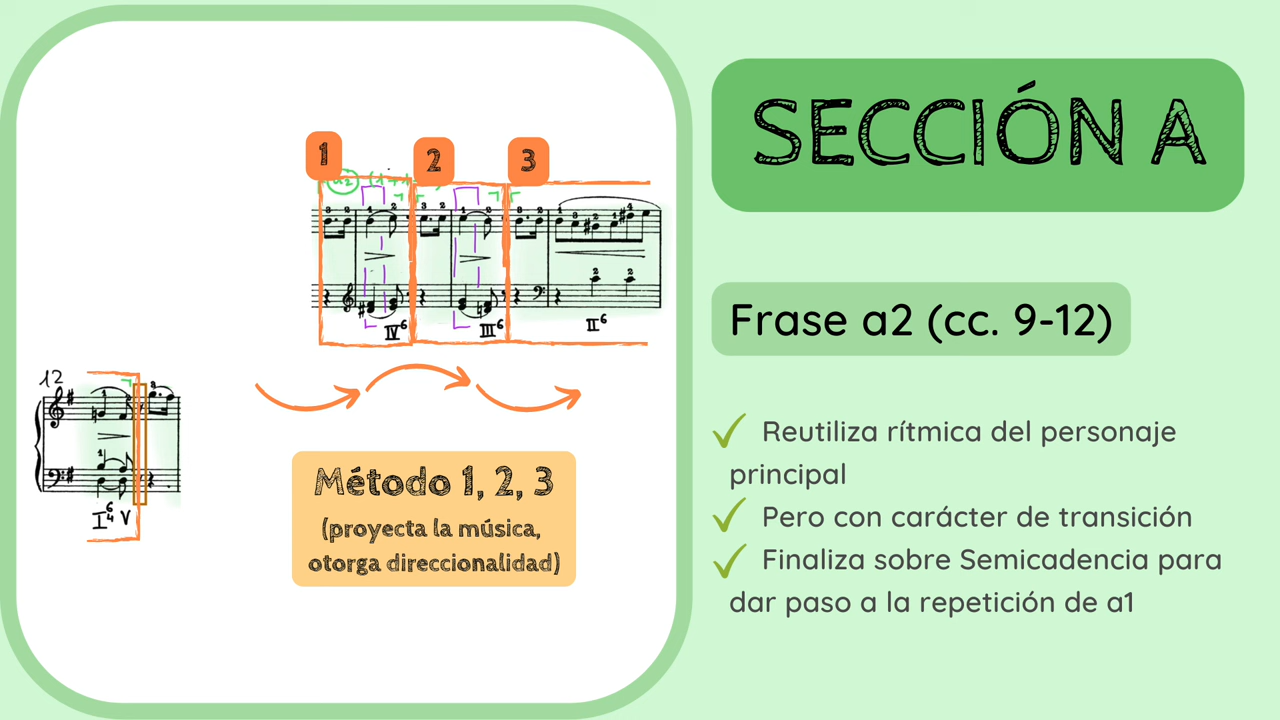 1 2 3
a2
IV6 III6 II6
12
I64 V
Método 1, 2, 3
(proyecta la música,
otorga direccionalidad)
SECCIÓN A
Frase a2 (cc. 9-12)
✓ Reutiliza rítmica del personaje
principal
✓ Pero con carácter de transición
✓ Finaliza sobre Semicadencia para
dar paso a la repetición de a1